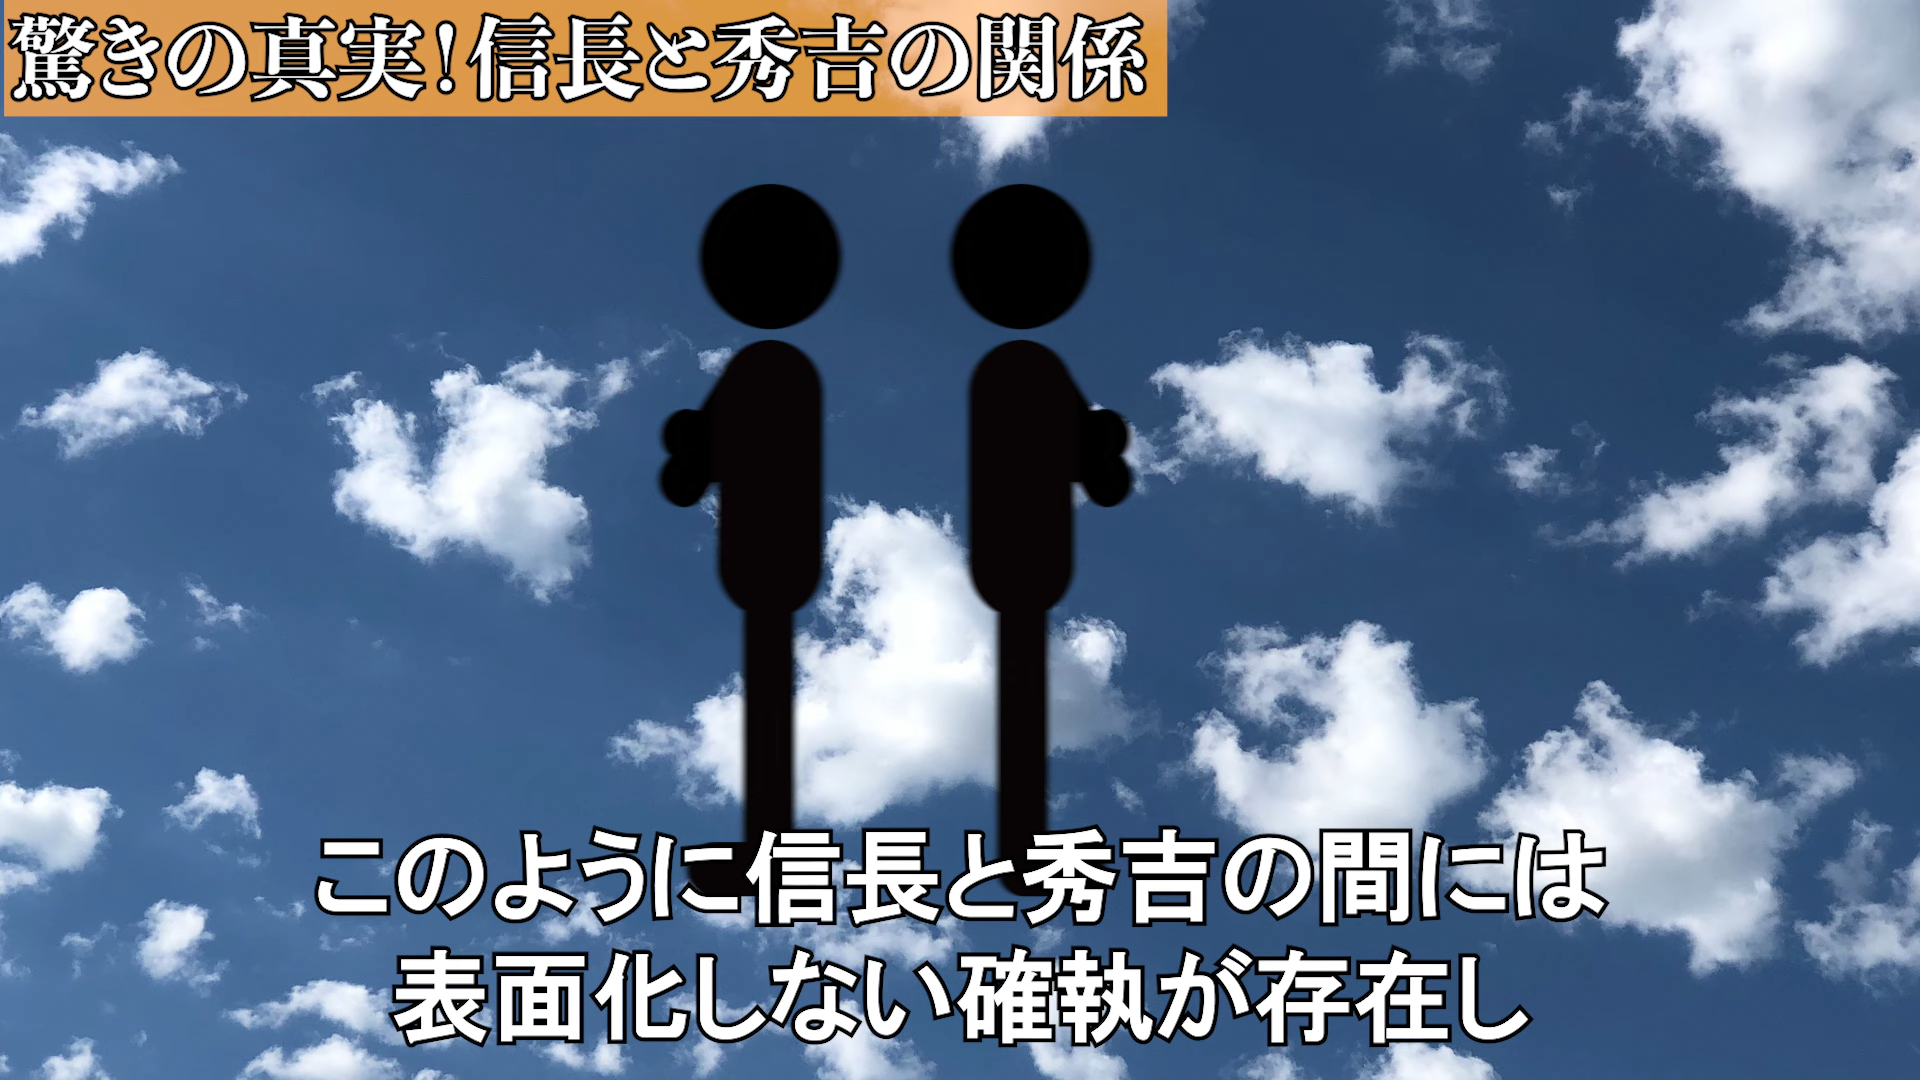 驚きの真実！信長と秀吉の関係
このように信長と秀吉の間には
表面化しない確執が存在し